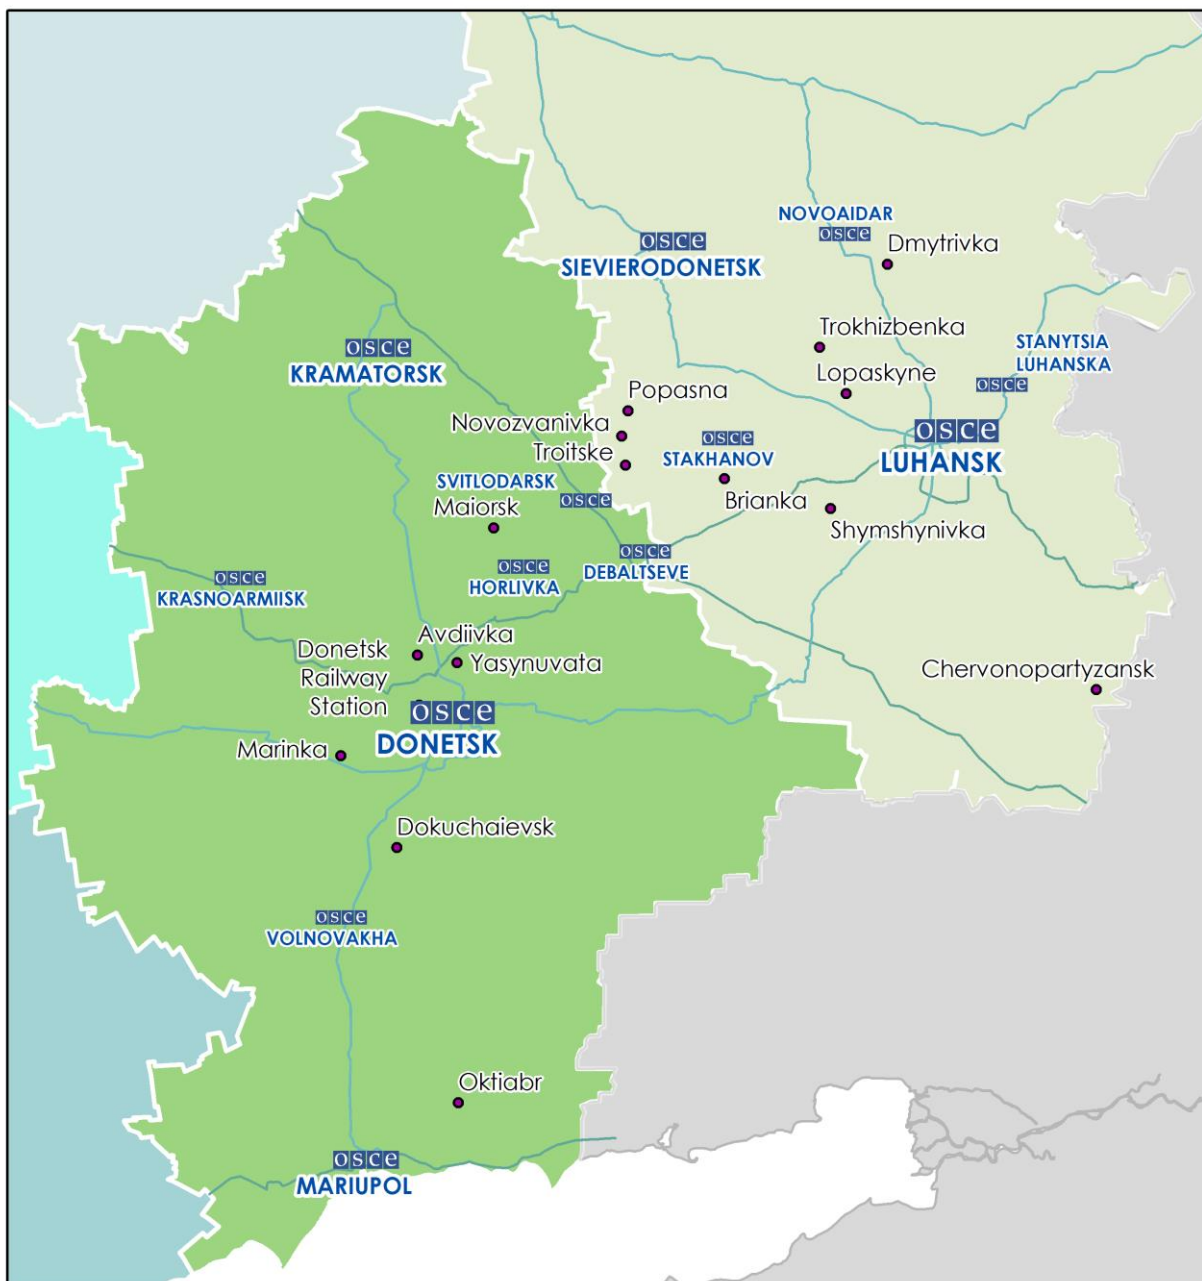 NOVOAIDAR
osce
Dmytrivka
osce
SIEVIERODONETSK
Trokhizbenka
STANYTSIA
LUHANSKA
osce
osce
KRAMATORSK
Lopaskyne
Popasna
Novozvanivka
Troitske
osce
STAKHANOV
osce
LUHANSK
SVITLODARSK
osce
Maiorsk
Brianka
Shymshynivka
osce
DEBALTSEVE
osce
HORLIVKA
osce
KRASNOARMIISK
Avdiivka
Yasynuvata
Donetsk
Railway
Station
osce
DONETSK
Chervonopartyzansk
Marinka
Dokuchaievsk
osce
VOLNOVAKHA
Oktiabr
osce
MARIUPOL